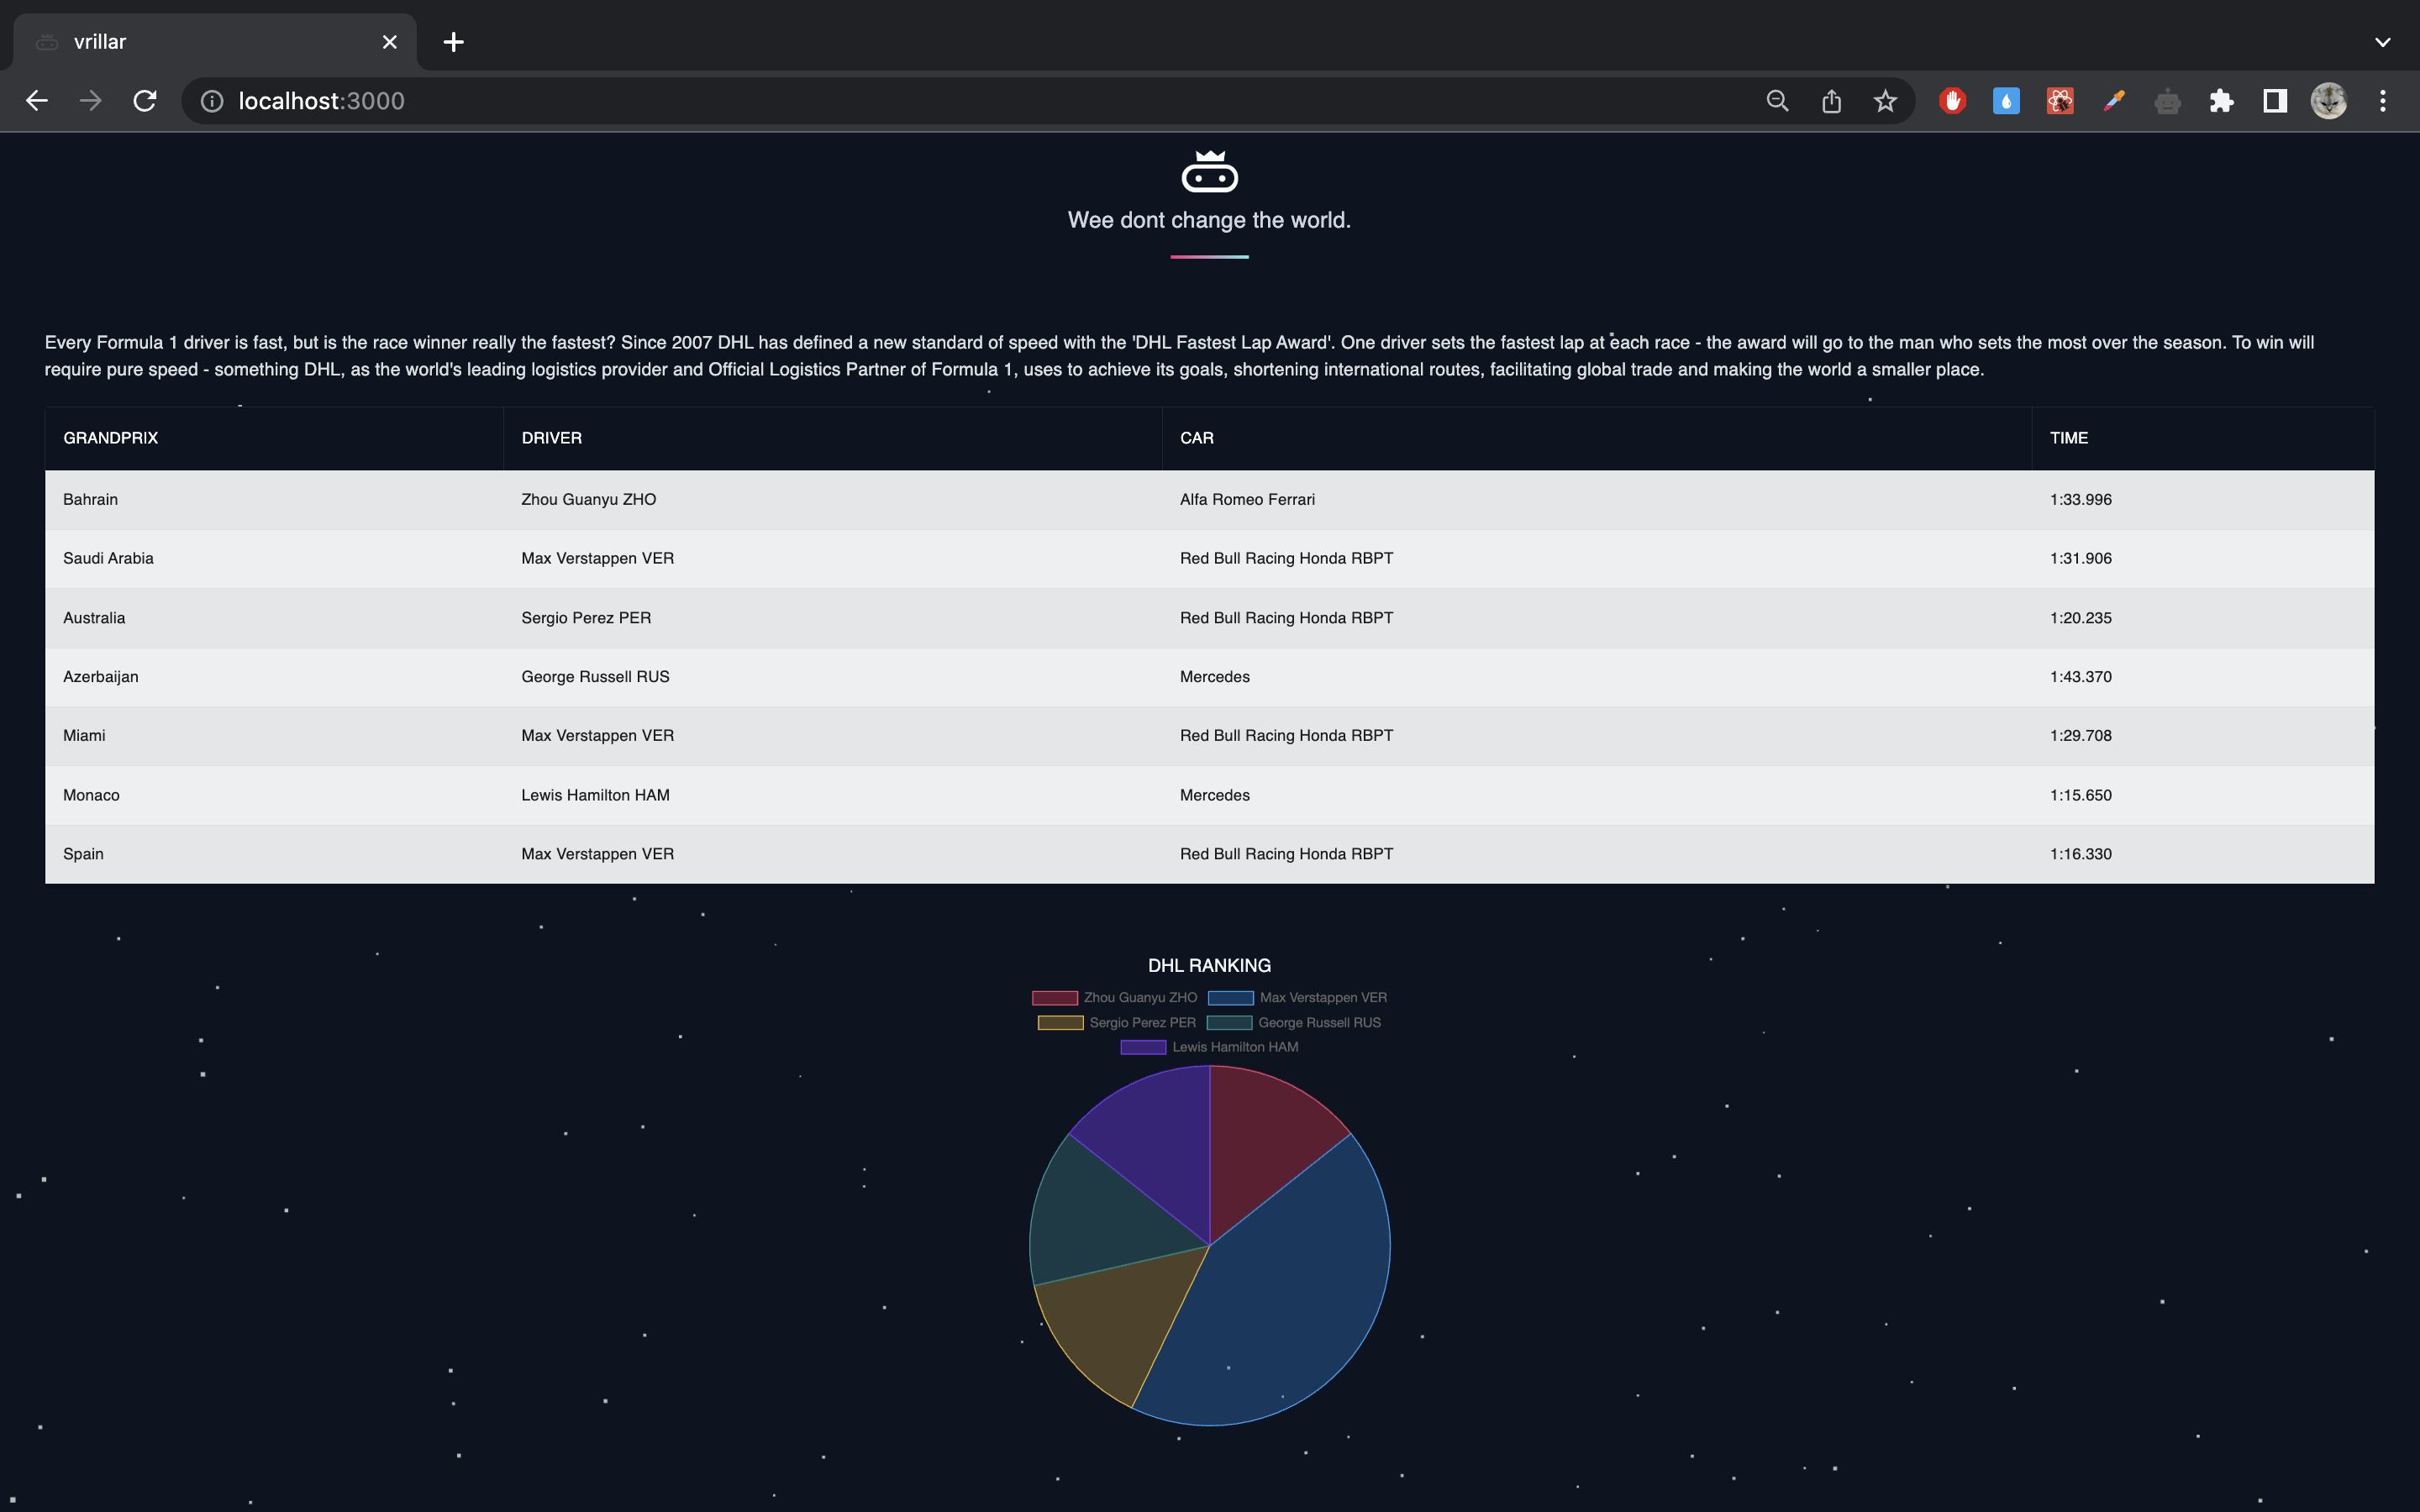 vrillar
localhost:3000
Wee dont change the world.
Every Formula 1 driver is fast, but is the race winner really the fastest? Since 2007 DHL has defined a new standard of speed with the 'DHL Fastest Lap Award'. One driver sets the fastest lap at each race - the award will go to the man who sets the most over the season. To win will
require pure speed - something DHL, as the world's leading logistics provider and Official Logistics Partner of Formula 1, uses to achieve its goals, shortening international routes, facilitating global trade and making the world a smaller place.
GRANDPRIX DRIVER CAR TIME
Bahrain Zhou Guanyu ZHO Alfa Romeo Ferrari 1:33.996
Saudi Arabia Max Verstappen VER Red Bull Racing Honda RBPT 1:31.906
Australia Sergio Perez PER Red Bull Racing Honda RBPT 1:20.235
Azerbaijan George Russell RUS Mercedes 1:43.370
Miami Max Verstappen VER Red Bull Racing Honda RBPT 1:29.708
Monaco Lewis Hamilton HAM Mercedes 1:15.650
Spain Max Verstappen VER Red Bull Racing Honda RBPT 1:16.330
DHL RANKING
Zhou Guanyu ZHO Max Verstappen VER
Sergio Perez PER George Russell RUS
Lewis Hamilton HAM